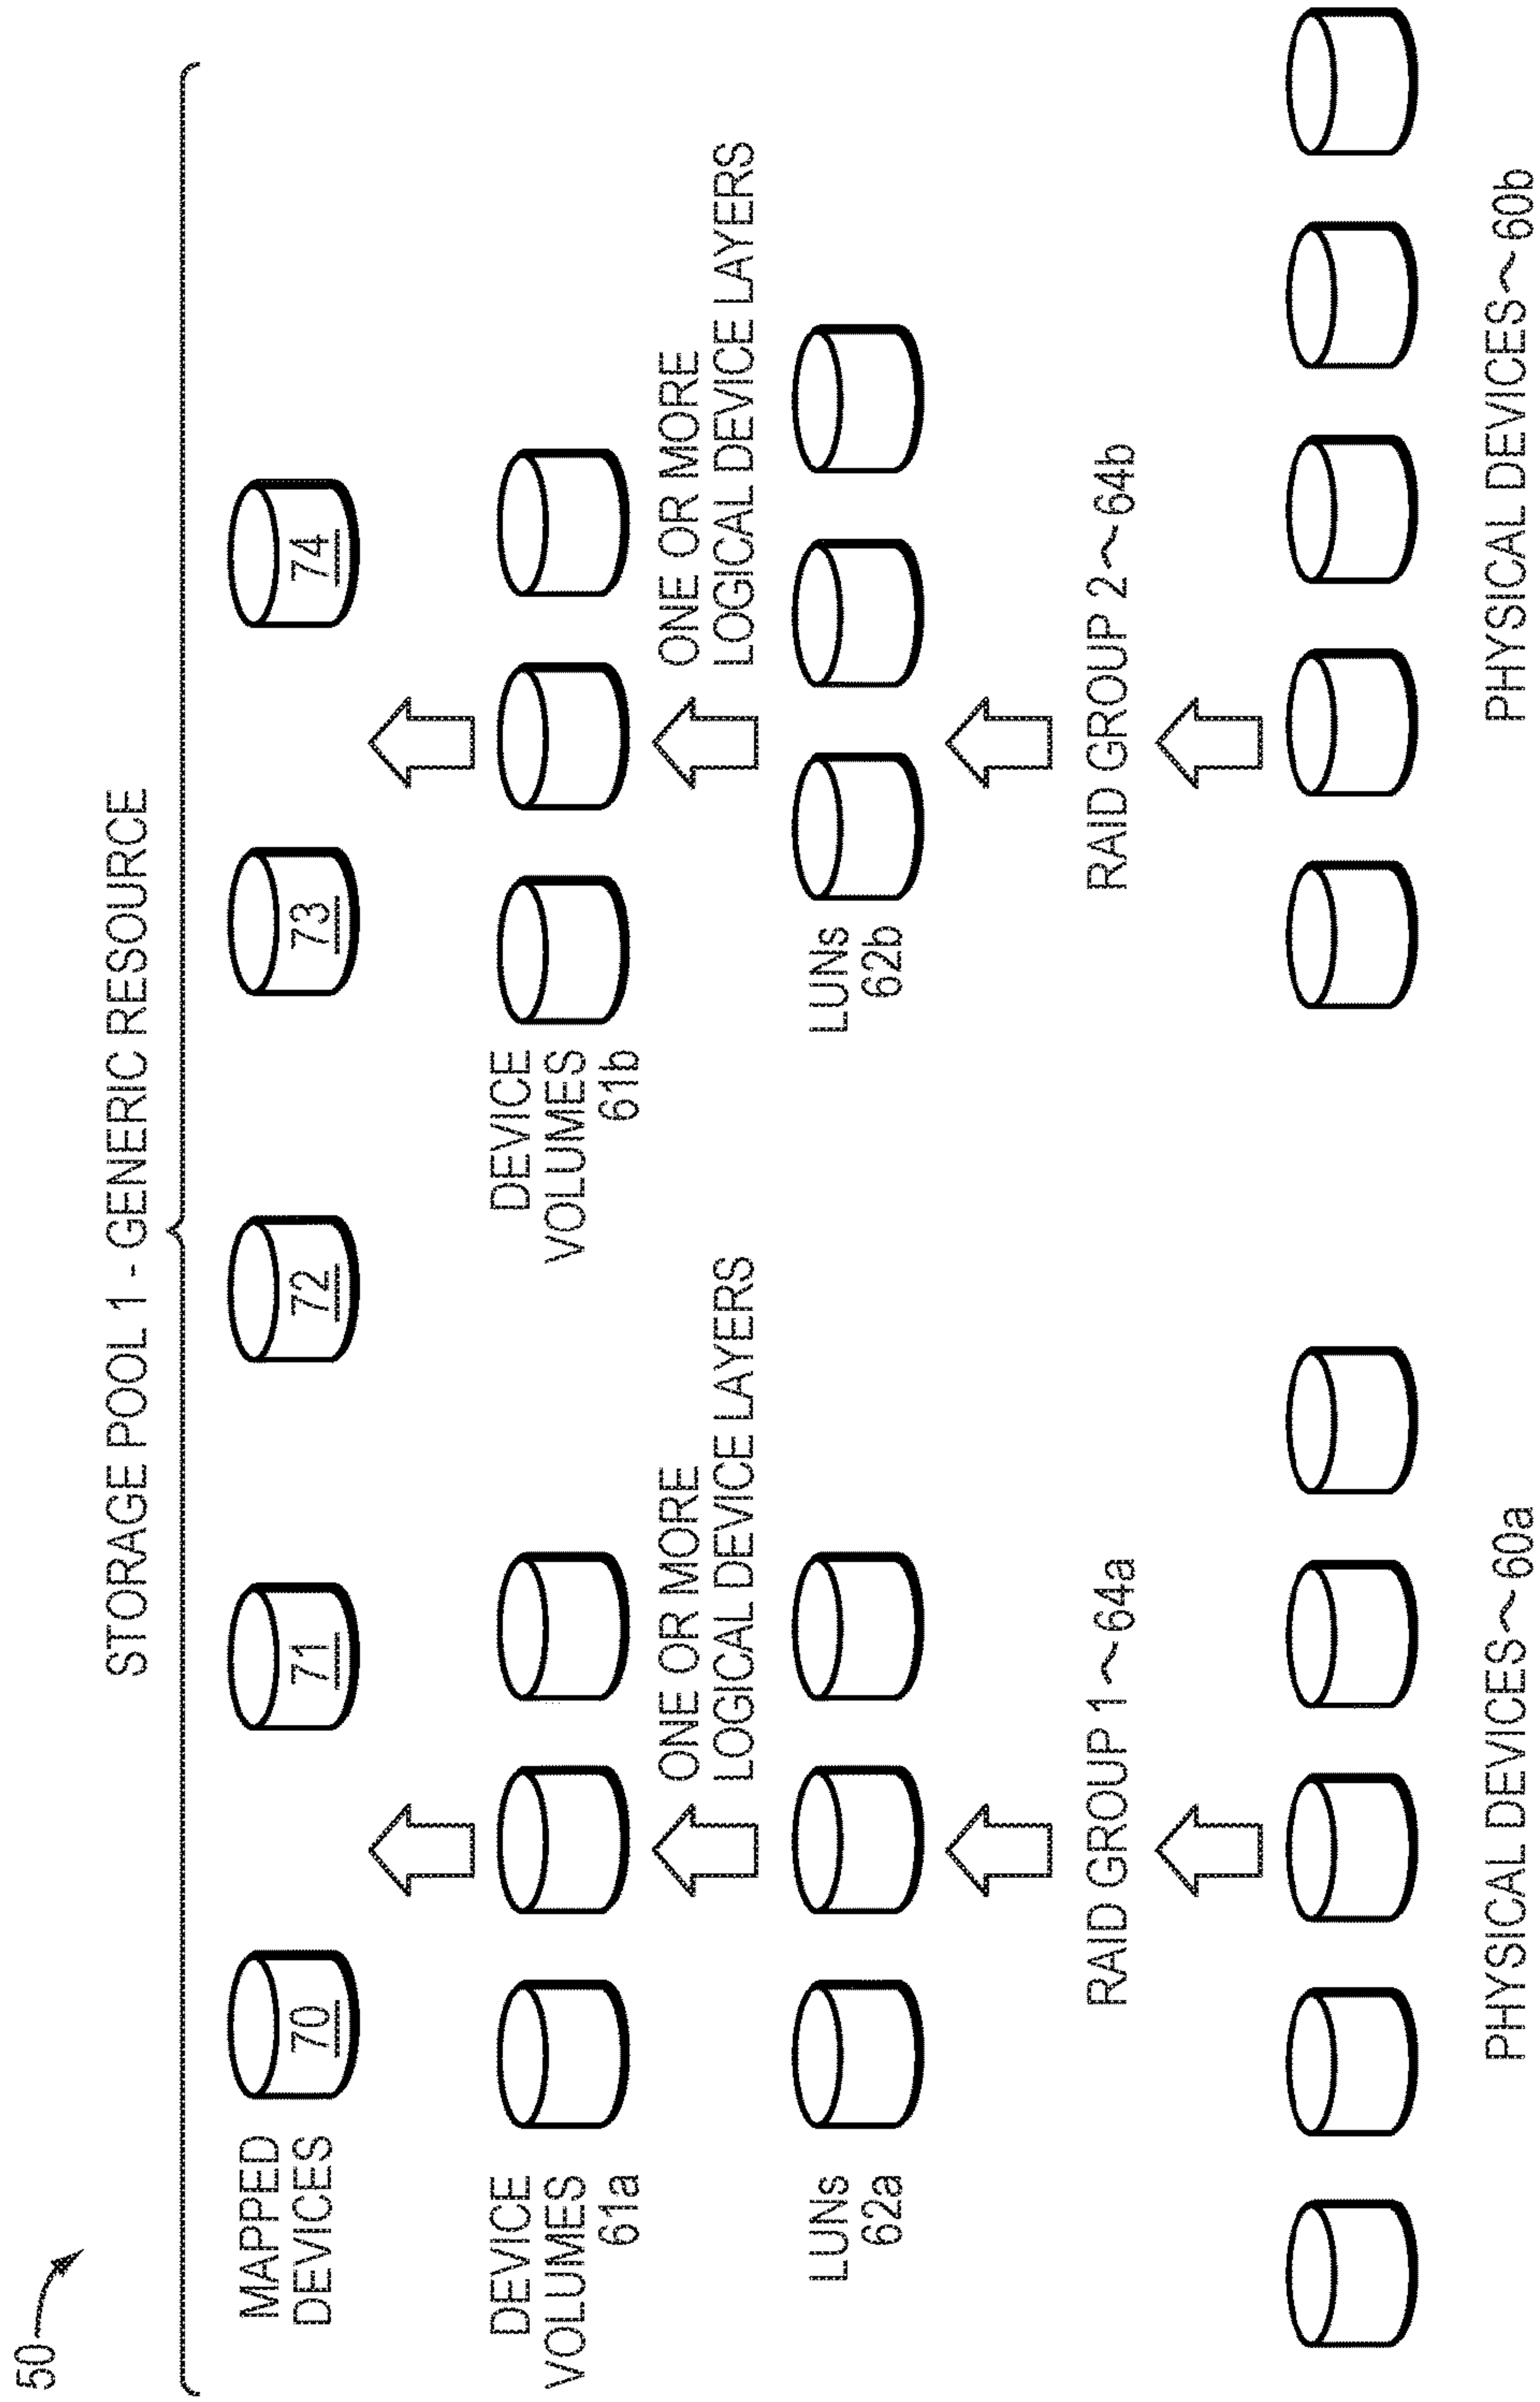 50
STORAGE POOL 1 - GENERIC RESOURCE
MAPPED
DEVICES
70
71
72
73
74
DEVICE
VOLUMES
61a
DEVICE
VOLUMES
61b
ONE OR MORE
LOGICAL DEVICE LAYERS
ONE OR MORE
LOGICAL DEVICE LAYERS
LUNs
62a
LUNs
62b
RAID GROUP 1~64a
RAID GROUP 2~64b
PHYSICAL DEVICES~60a
PHYSICAL DEVICES~60b